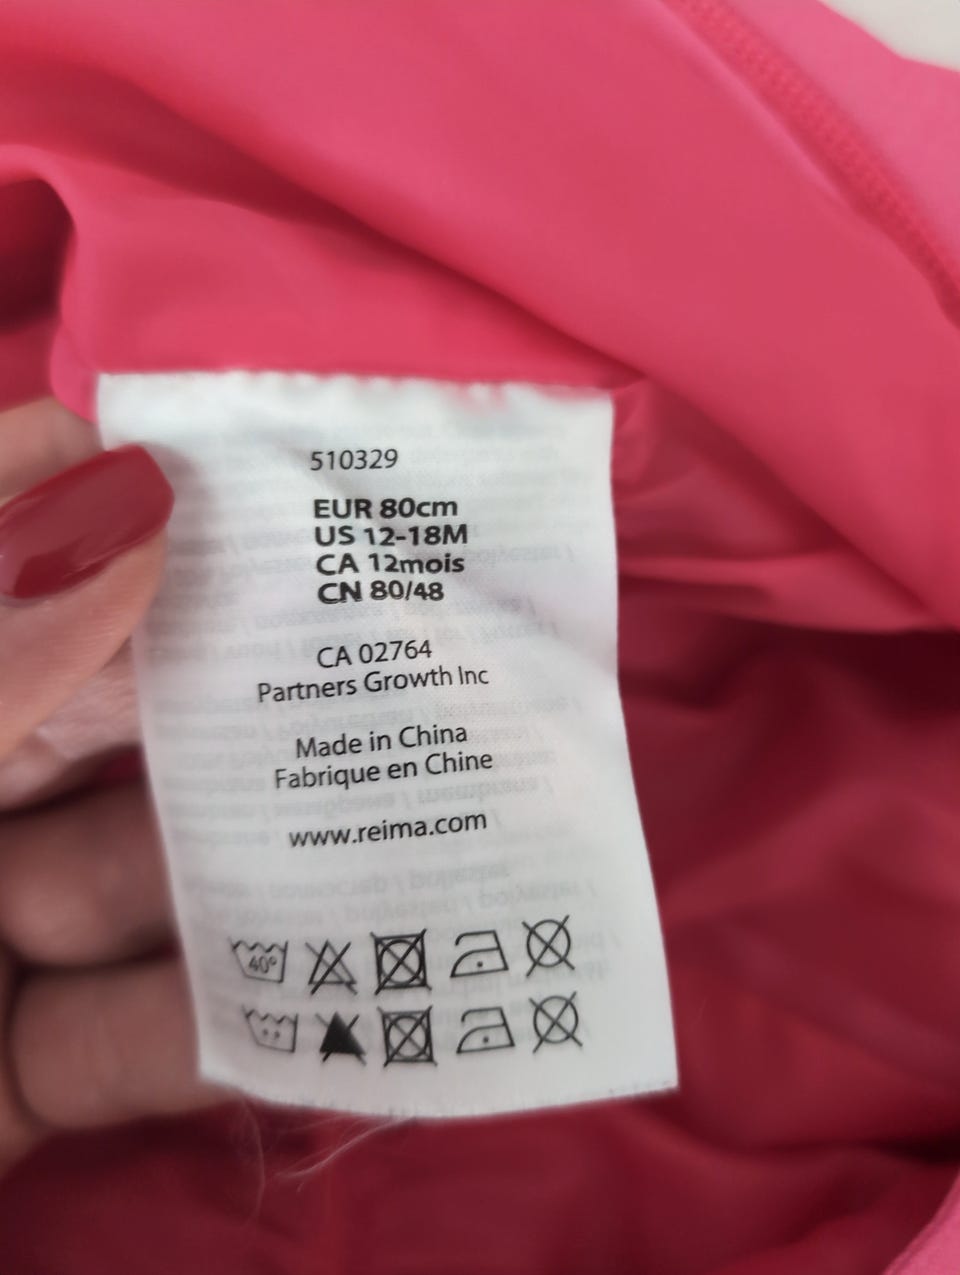 510329
EUR 80cm
US 12-18M
CA 12mois
CN 80/48
CA 02764
Partners Growth Inc
Made in China
Fabrique en Chine
www.reima.com
40°